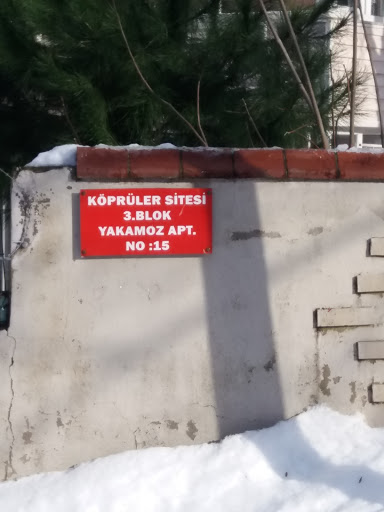 KÖPRÜLER SİTESİ
3.BLOK
YAKAMOZ APT.
NO :15